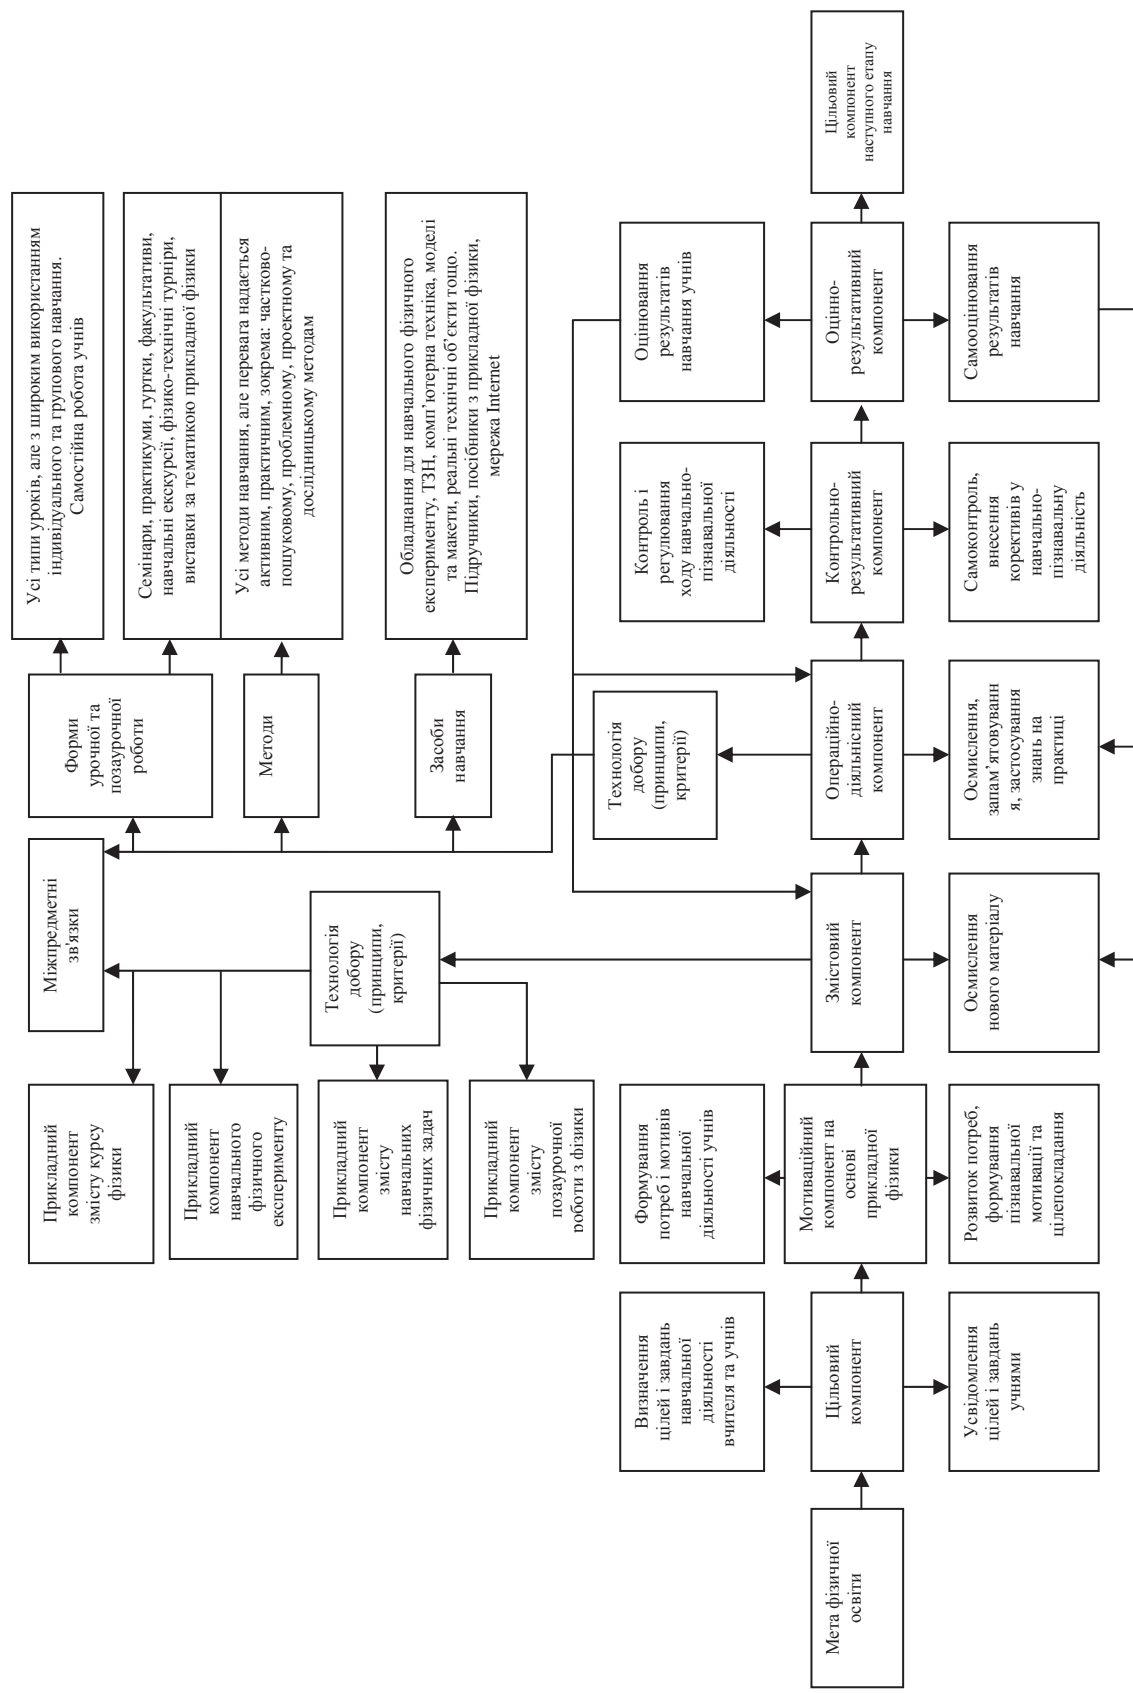 Усі типи уроків, але з широким використанням
індивідуального та групового навчання.
Самостійна робота учнів
Семінари, практикуми, гуртки, факультативи,
навчальні екскурсії, фізико-технічні турніри,
виставки за тематикою прикладної фізики
Усі методи навчання, але перевага надається
активним, практичним, зокрема: частково-
пошуковому, проблемному, проектному та
дослідницькому методам
Обладнання для навчального фізичного
експерименту, ТЗН, комп’ютерна техніка, моделі
та макети, реальні технічні об’єкти тощо.
Підручники, посібники з прикладної фізики,
мережа Internet
Форми
урочної та
позаурочної
роботи
Методи
Засоби
навчання
Міжпредметні
зв'язки
Технологія
добору
(принципи,
критерії)
Прикладний
компонент
змісту курсу
фізики
Прикладний
компонент
навчального
фізичного
експерименту
Прикладний
компонент
змісту
навчальних
фізичних задач
Прикладний
компонент
змісту
позаурочної
роботи з фізики
Технологія
добору
(принципи,
критерії)
Визначення
цілей і завдань
навчальної
діяльності
вчителя та учнів
Формування
потреб і мотивів
навчальної
діяльності учнів
Контроль і
регулювання
ходу навчально-
пізнавальної
діяльності
Оцінювання
результатів
навчання учнів
Мета фізичної
освіти
Цільовий
компонент
Мотиваційний
компонент на
основі
прикладної
фізики
Змістовий
компонент
Операційно-
діяльнісний
компонент
Контрольно-
результативний
компонент
Оцінно-
результативний
компонент
Цільовий
компонент
наступного етапу
навчання
Усвідомлення
цілей і завдань
учнями
Розвиток потреб,
формування
пізнавальної
мотивації та
цілепокладання
Осмислення
нового матеріалу
Осмислення,
запам’ятовуванн
я, застосування
знань на
практиці
Самоконтроль,
внесення
корективів у
навчально-
пізнавальну
діяльність
Самооцінювання
результатів
навчання